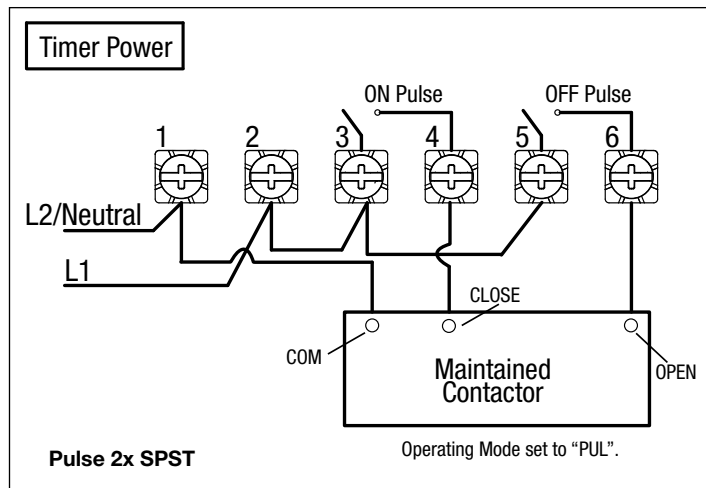 Timer Power
ON Pulse
OFF Pulse
1
2
3
4
5
6
L2/Neutral
L1
CLOSE
COM
OPEN
Maintained
Contactor
Pulse 2x SPST
Operating Mode set to “PUL”.